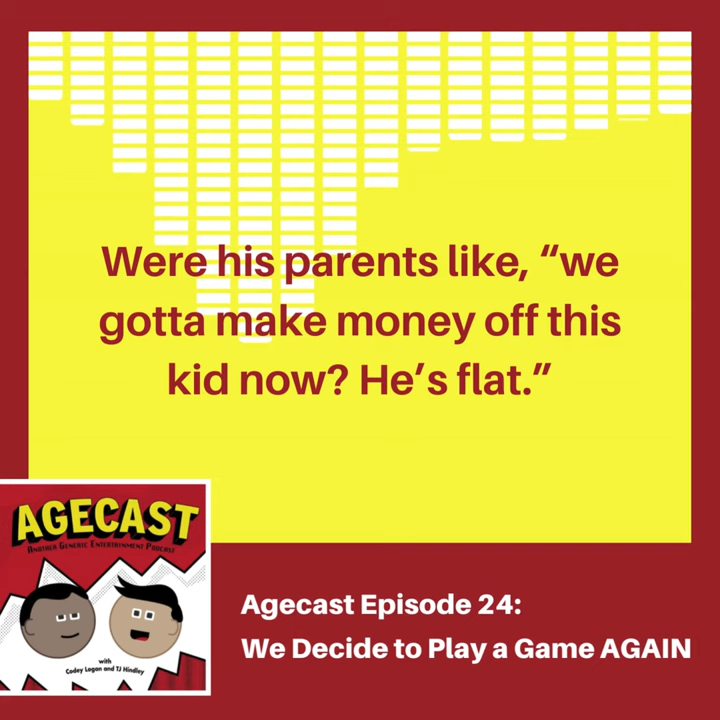 Were his parents like, “we
gotta make money off this
kid now? He’s flat.”
AGECAST
ANOTHER GENERIC ENTERTAINMENT PODCAST
with
Codey Logan and TJ Hindley
Agecast Episode 24:
We Decide to Play a Game AGAIN